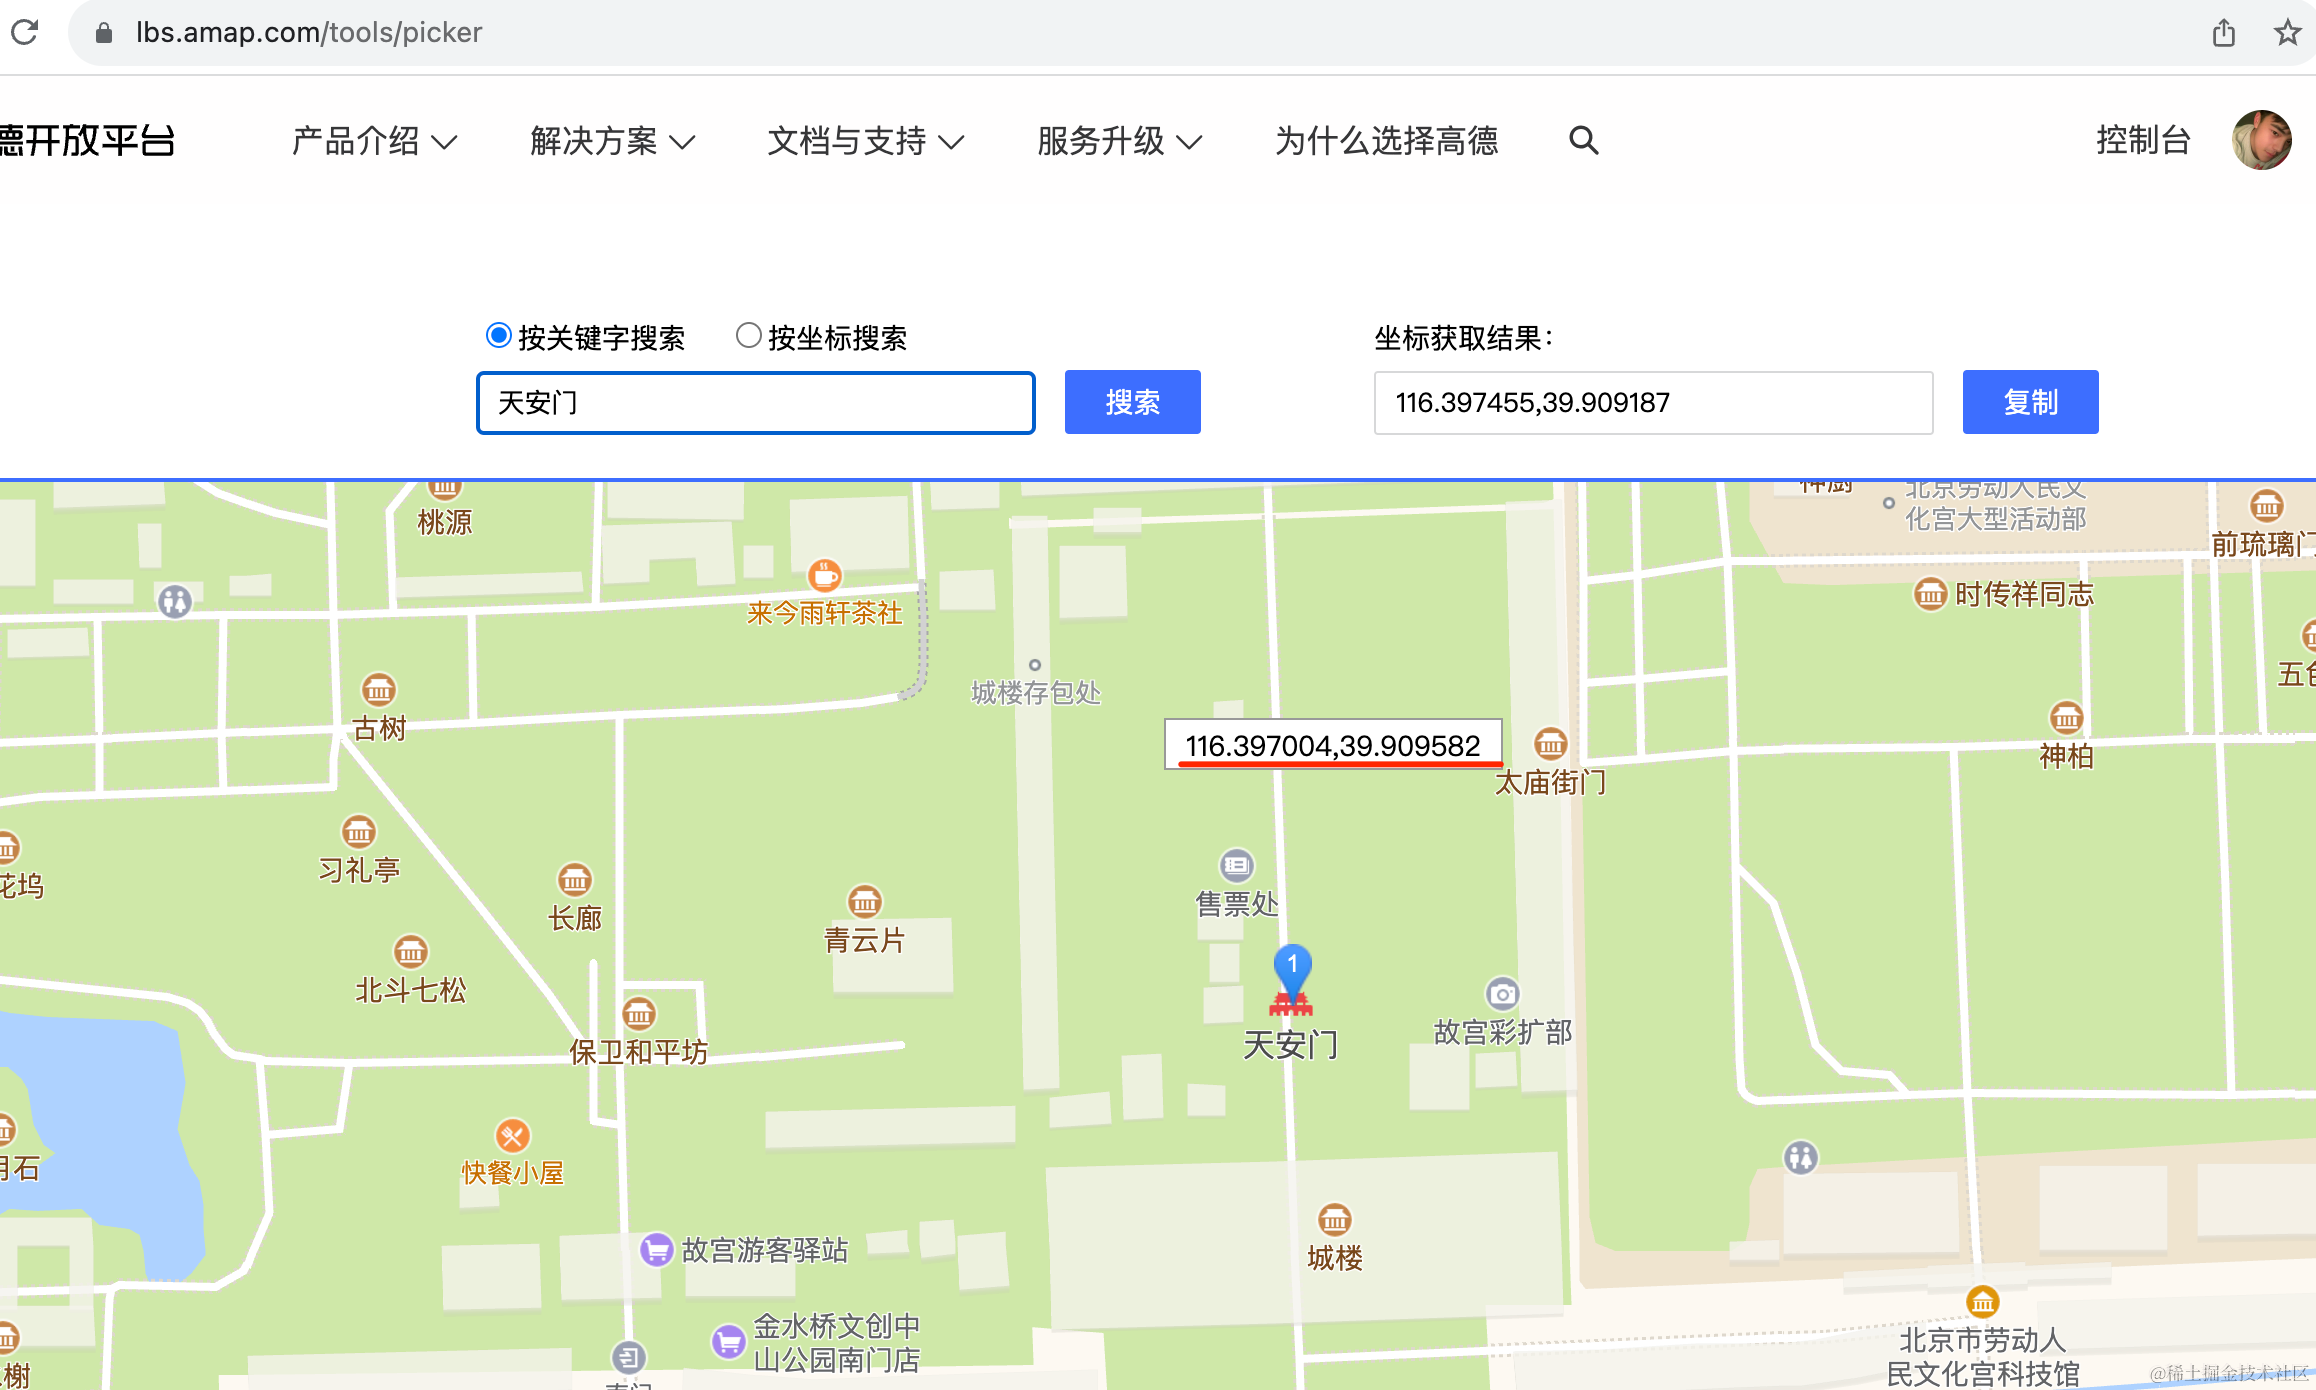 lbs.amap.com/tools/picker
德开放平台
产品介绍
解决方案
文档与支持
服务升级
为什么选择高德
控制台
按关键字搜索
按坐标搜索
坐标获取结果：
天安门
搜索
116.397455,39.909187
复制
神厨
北京劳动人民文
化宫大型活动部
桃源
前琉璃门
来今雨轩茶社
时传祥同志
城楼存包处
五色
古树
116.397004,39.909582
太庙街门
神柏
习礼亭
花坞
长廊
售票处
青云片
北斗七松
1
天安门
故宫彩扩部
保卫和平坊
月石
快餐小屋
故宫游客驿站
城楼
金水桥文创中
山公园南门店
北京市劳动人
民文化宫科技馆
榭
南门
@稀土掘金技术社区